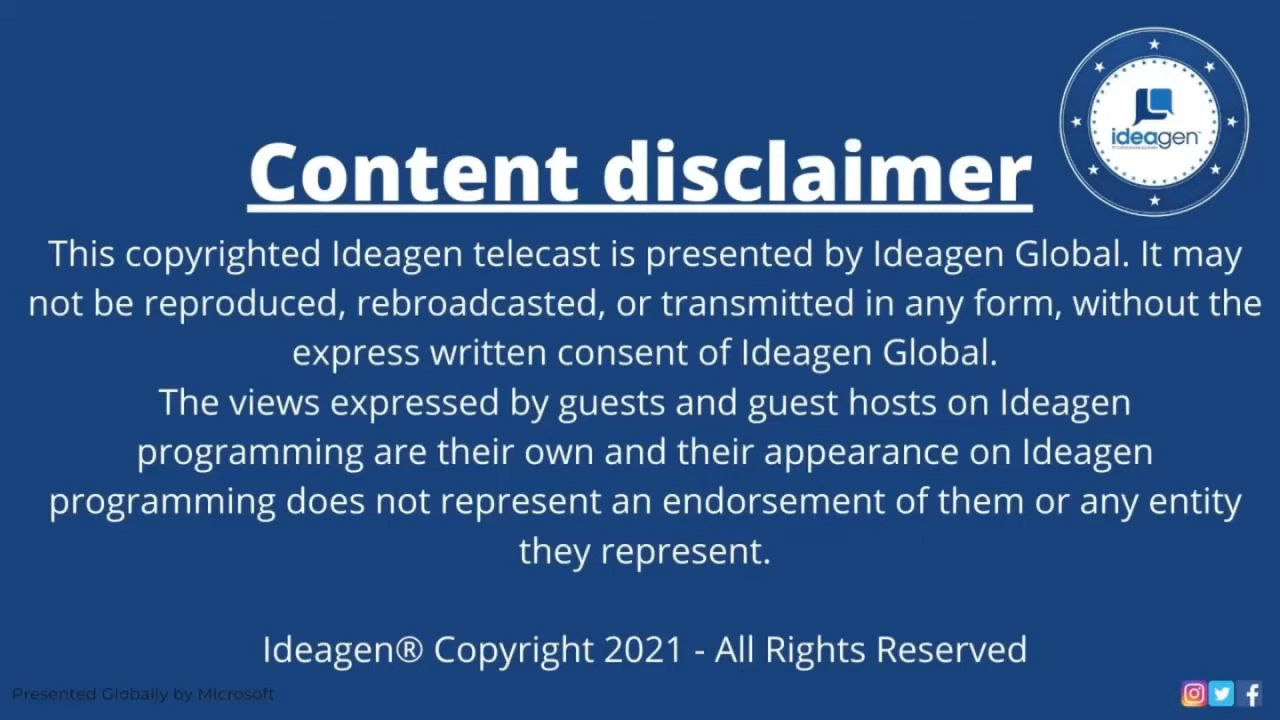 Content disclaimer
ideagen
This copyrighted Ideagen telecast is presented by Ideagen Global. It may
not be reproduced, rebroadcasted, or transmitted in any form, without the
express written consent of Ideagen Global.
The views expressed by guests and guest hosts on Ideagen
programming are their own and their appearance on Ideagen
programming does not represent an endorsement of them or any entity
they represent.
Ideagen® Copyright 2021 - All Rights Reserved
Presented Globally by Microsoft